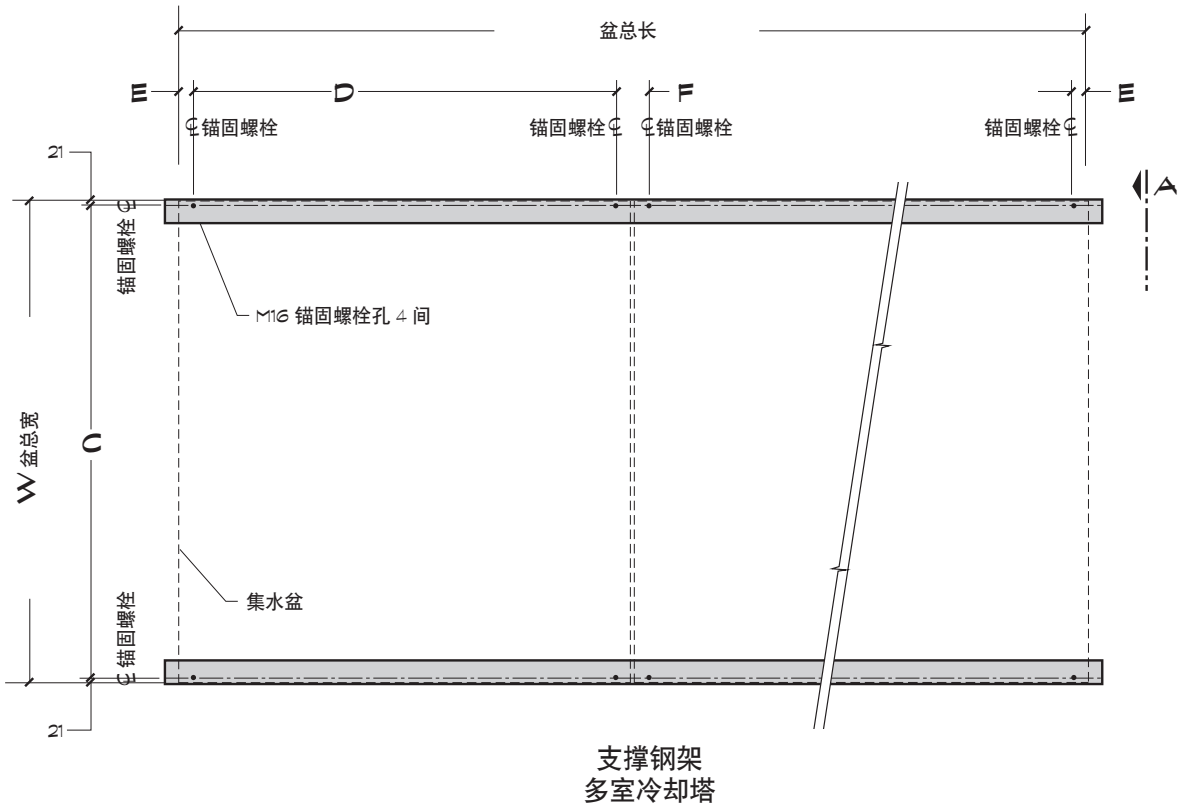 盆总长
E
D
F
E
℄锚固螺栓
锚固螺栓℄
℄锚固螺栓
锚固螺栓℄
21
A
锚固螺栓 ℄
M16 锚固螺栓孔 4 间
W 盆总宽
C
集水盆
℄ 锚固螺栓
21
支撑钢架
多室冷却塔